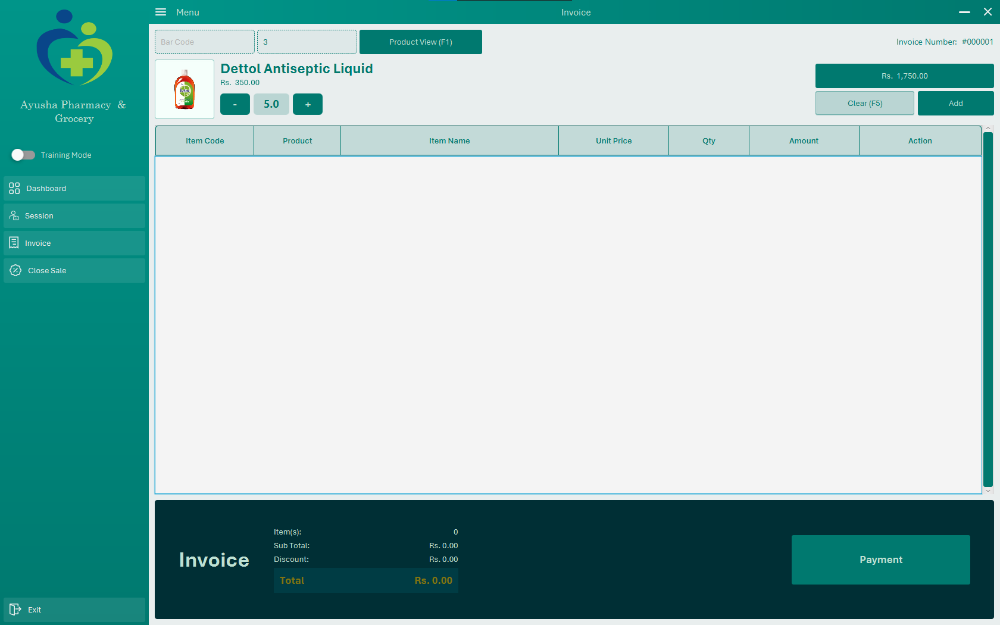 Menu
Invoice
Ayusha Pharmacy & Grocery
Training Mode
Dashboard
Session
Invoice
Close Sale
Exit
Bar Code
3
Product View (F1)
Invoice Number: #000001
Dettol
Dettol Antiseptic Liquid
Rs. 350.00
- 5.0 +
Rs. 1,750.00
Clear (F5)
Add
Item Code Product Item Name Unit Price Qty Amount Action
Invoice
Item(s): 0
Sub Total: Rs. 0.00
Discount: Rs. 0.00
Total Rs. 0.00
Payment